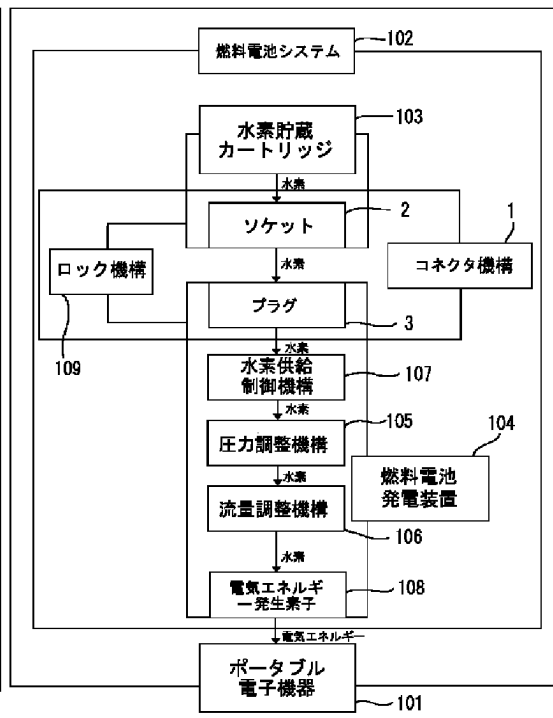 燃料電池システム
102
水素貯蔵
カートリッジ
103
水素
ソケット
2
1
水素
ロック機構
コネクタ機構
109
プラグ
3
水素
水素供給
制御機構
107
水素
圧力調整機構
105
104
燃料電池
発電装置
水素
流量調整機構
106
水素
電気エネルギ
ー発生素子
108
電気エネルギー
ポータブル
電子機器
101